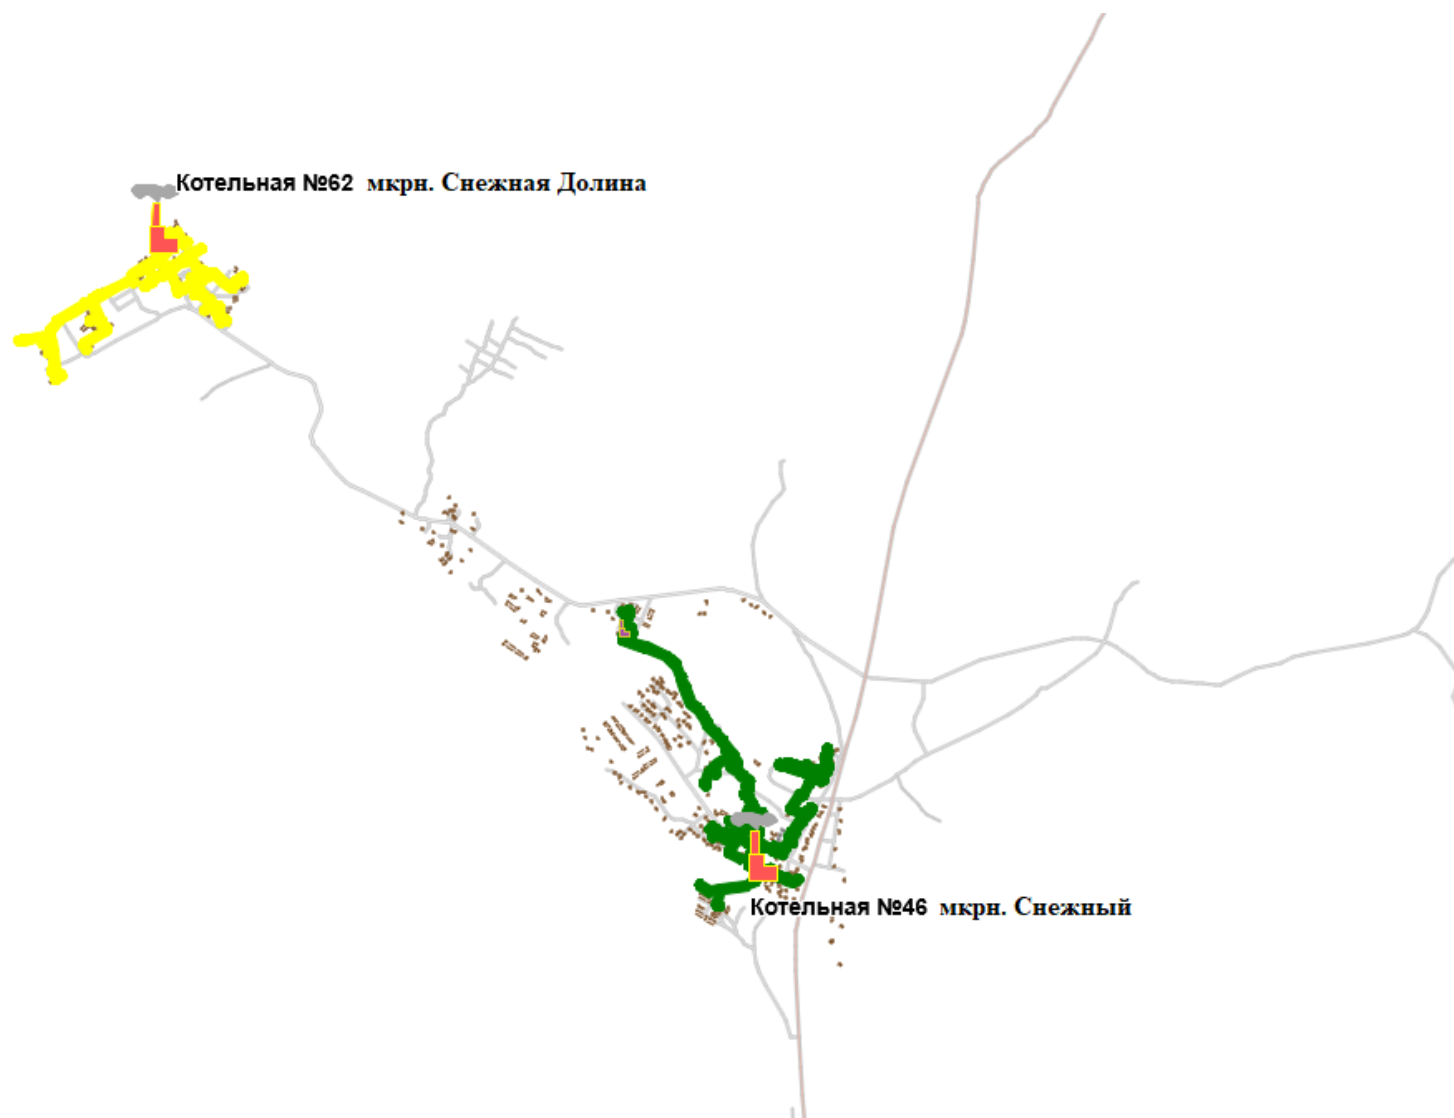 Котельная №62 мкрн. Снежная Долина
Котельная №46 мкрн. Снежный